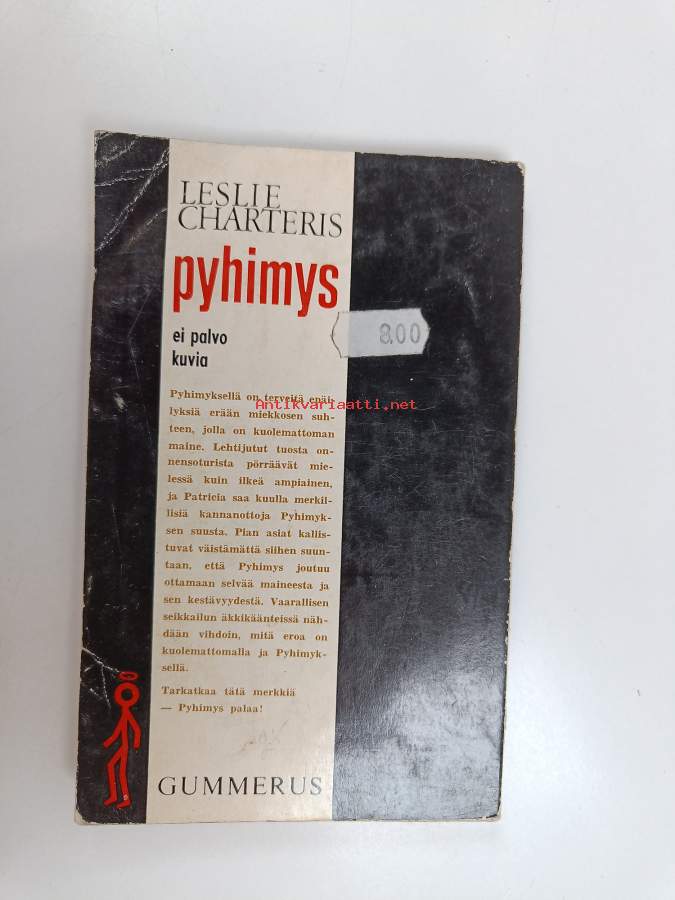 LESLIE
CHARTERIS
pyhimys
ei palvo
kuvia
8.00
Pyhimyksellä on terveitä epäi-
Antikvariaatti.net
lyksiä erään miekkosen suh-
teen, jolla on kuolemattoman
maine. Lehtijutut tuosta on-
nensoturista pörräävät mie-
lessä kuin ilkeä ampiainen,
ja Patricia saa kuulla merkil-
lisiä kannanottoja Pyhimyk-
sen suusta. Pian asiat kallis-
tuvat väistämättä siihen suun-
taan, että Pyhimys joutuu
ottamaan selvää maineesta ja
sen kestävyydestä. Vaarallisen
seikkailun äkkikäänteissä näh-
dään vihdoin, mitä eroa on
kuolemattomalla ja Pyhimyk-
sellä.
Tarkatkaa tätä merkkiä
— Pyhimys palaa!
GUMMERUS